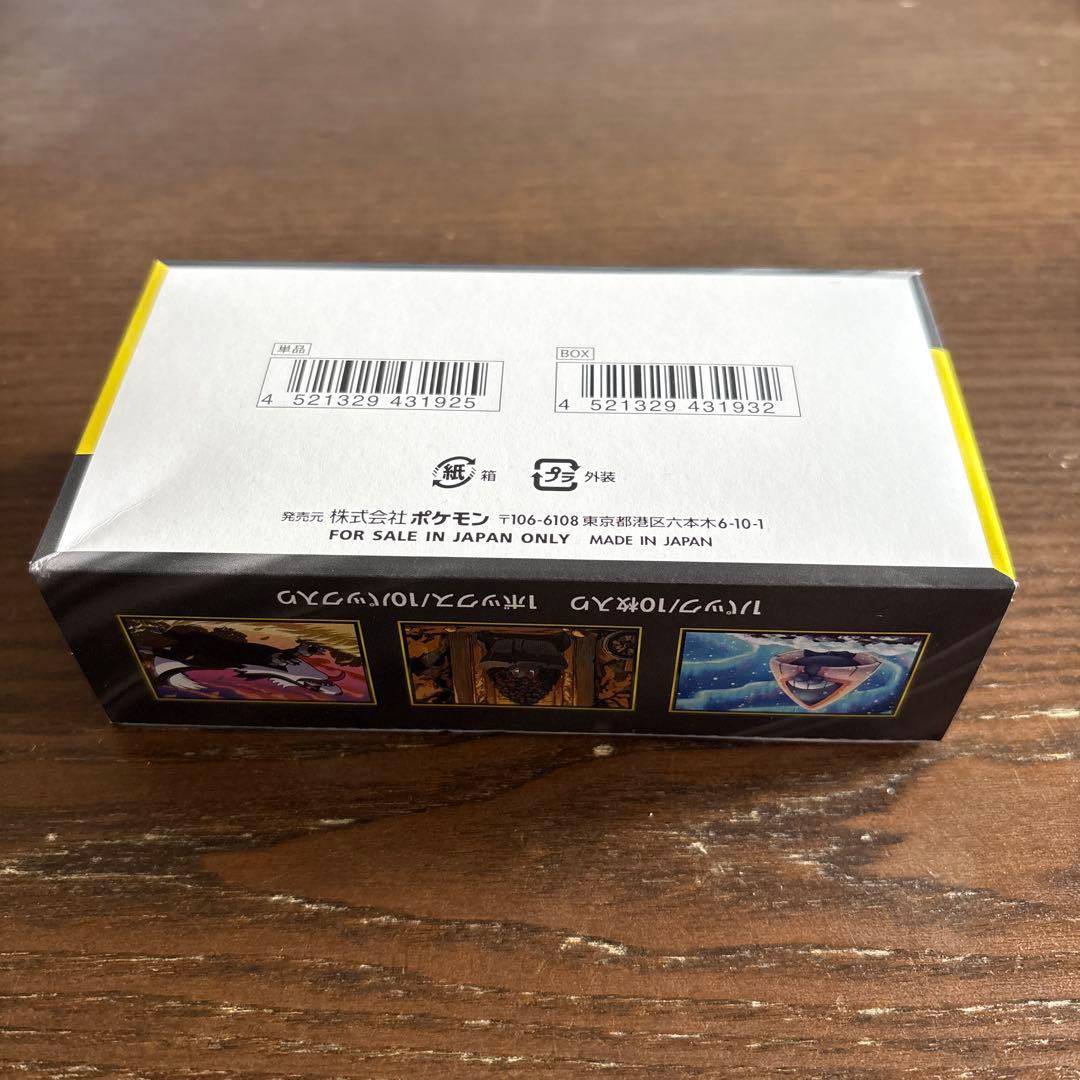 単品
4 521329 431925
BOX
4 521329 431932
紙 箱
プラ 外装
発売元 株式会社 ポケモン 〒106-6108 東京都港区六本木6-10-1
FOR SALE IN JAPAN ONLY MADE IN JAPAN
1パック/10枚入り 1ボックス/10パック入り